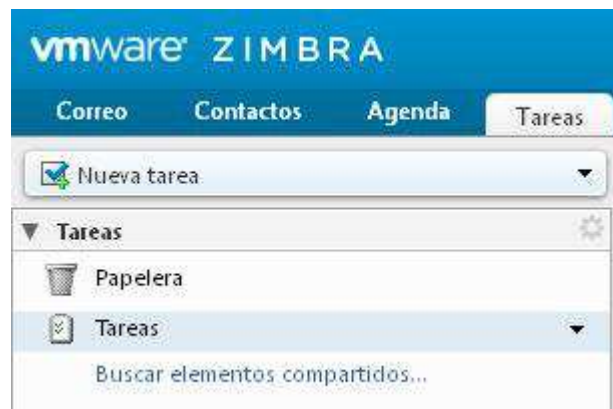 vmware ZIMBRA
Correo Contactos Agenda Tareas
Nueva tarea
Tareas
Papelera
Tareas
Buscar elementos compartidos...